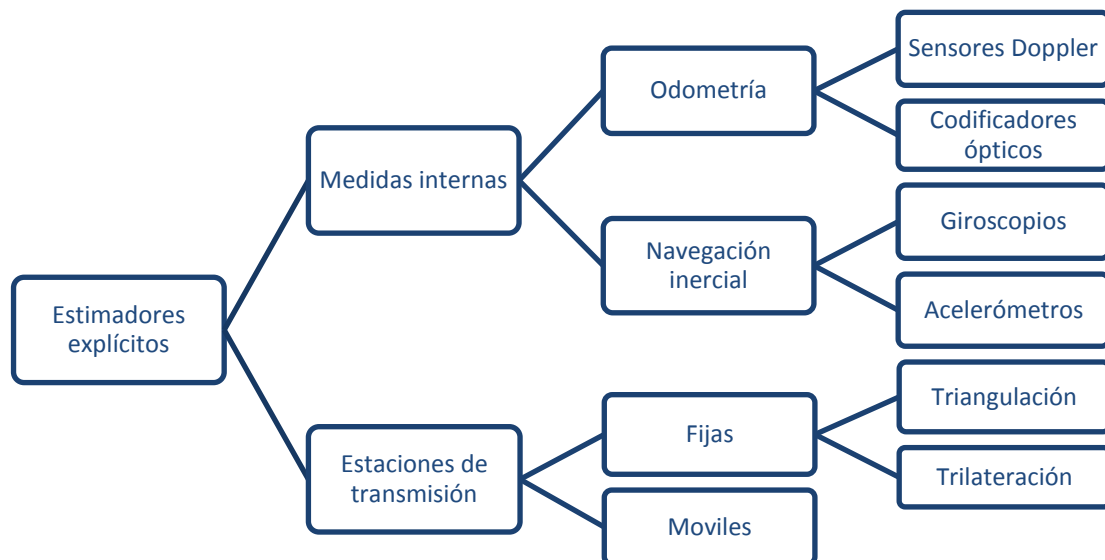 Estimadores
explícitos
Medidas internas
Odometría
Sensores Doppler
Codificadores
ópticos
Navegación
inercial
Giroscopios
Acelerómetros
Estaciones de
transmisión
Fijas
Triangulación
Trilateración
Moviles